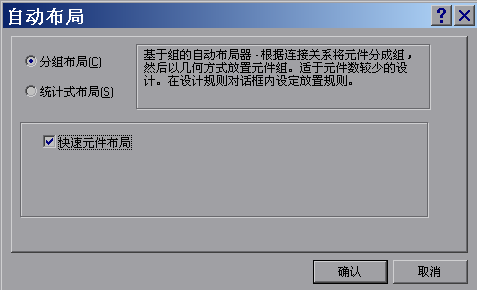 自动布局
分组布局(C)
统计式布局(S)
基于组的自动布局器 - 根据连接关系将元件分成组，
然后以几何方式放置元件组。适于元件数较少的设
计。在设计规则对话框内设定放置规则。
快速元件布局
确认
取消